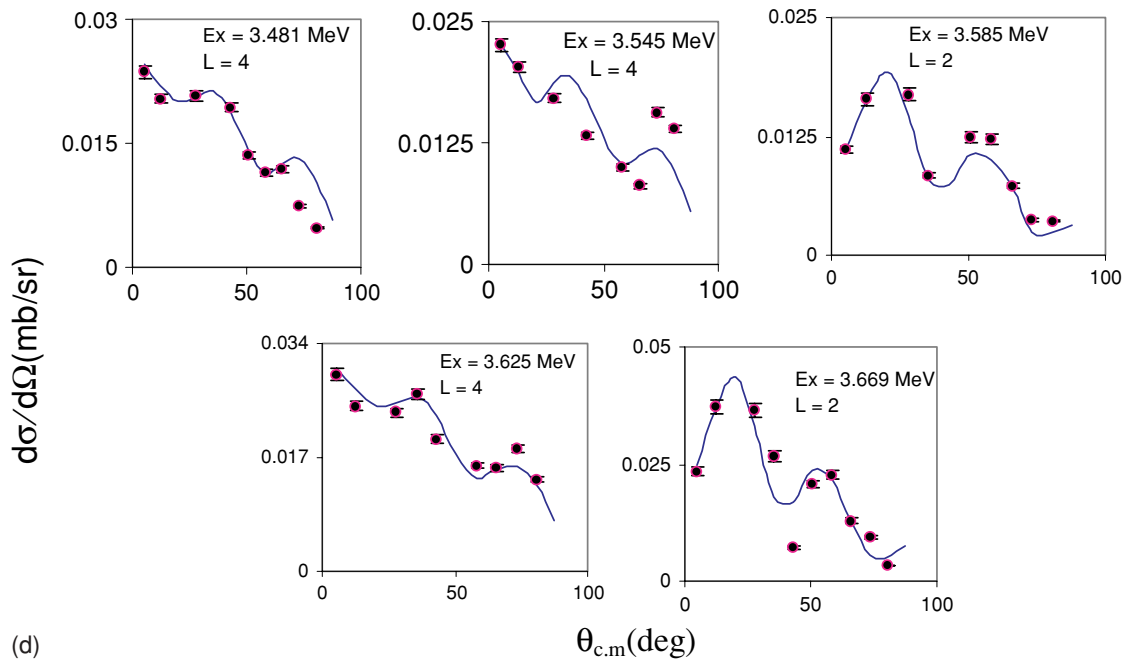 0.03
Ex = 3.481 MeV
L = 4
0.015
0
0
50
100
0.025
Ex = 3.545 MeV
L = 4
0.0125
0
0
50
100
0.025
Ex = 3.585 MeV
L = 2
0.0125
0
0
50
100
dσ/dΩ(mb/sr)
0.034
Ex = 3.625 MeV
L = 4
0.017
0
0
50
100
0.05
Ex = 3.669 MeV
L = 2
0.025
0
0
50
100
(d)
θc.m(deg)